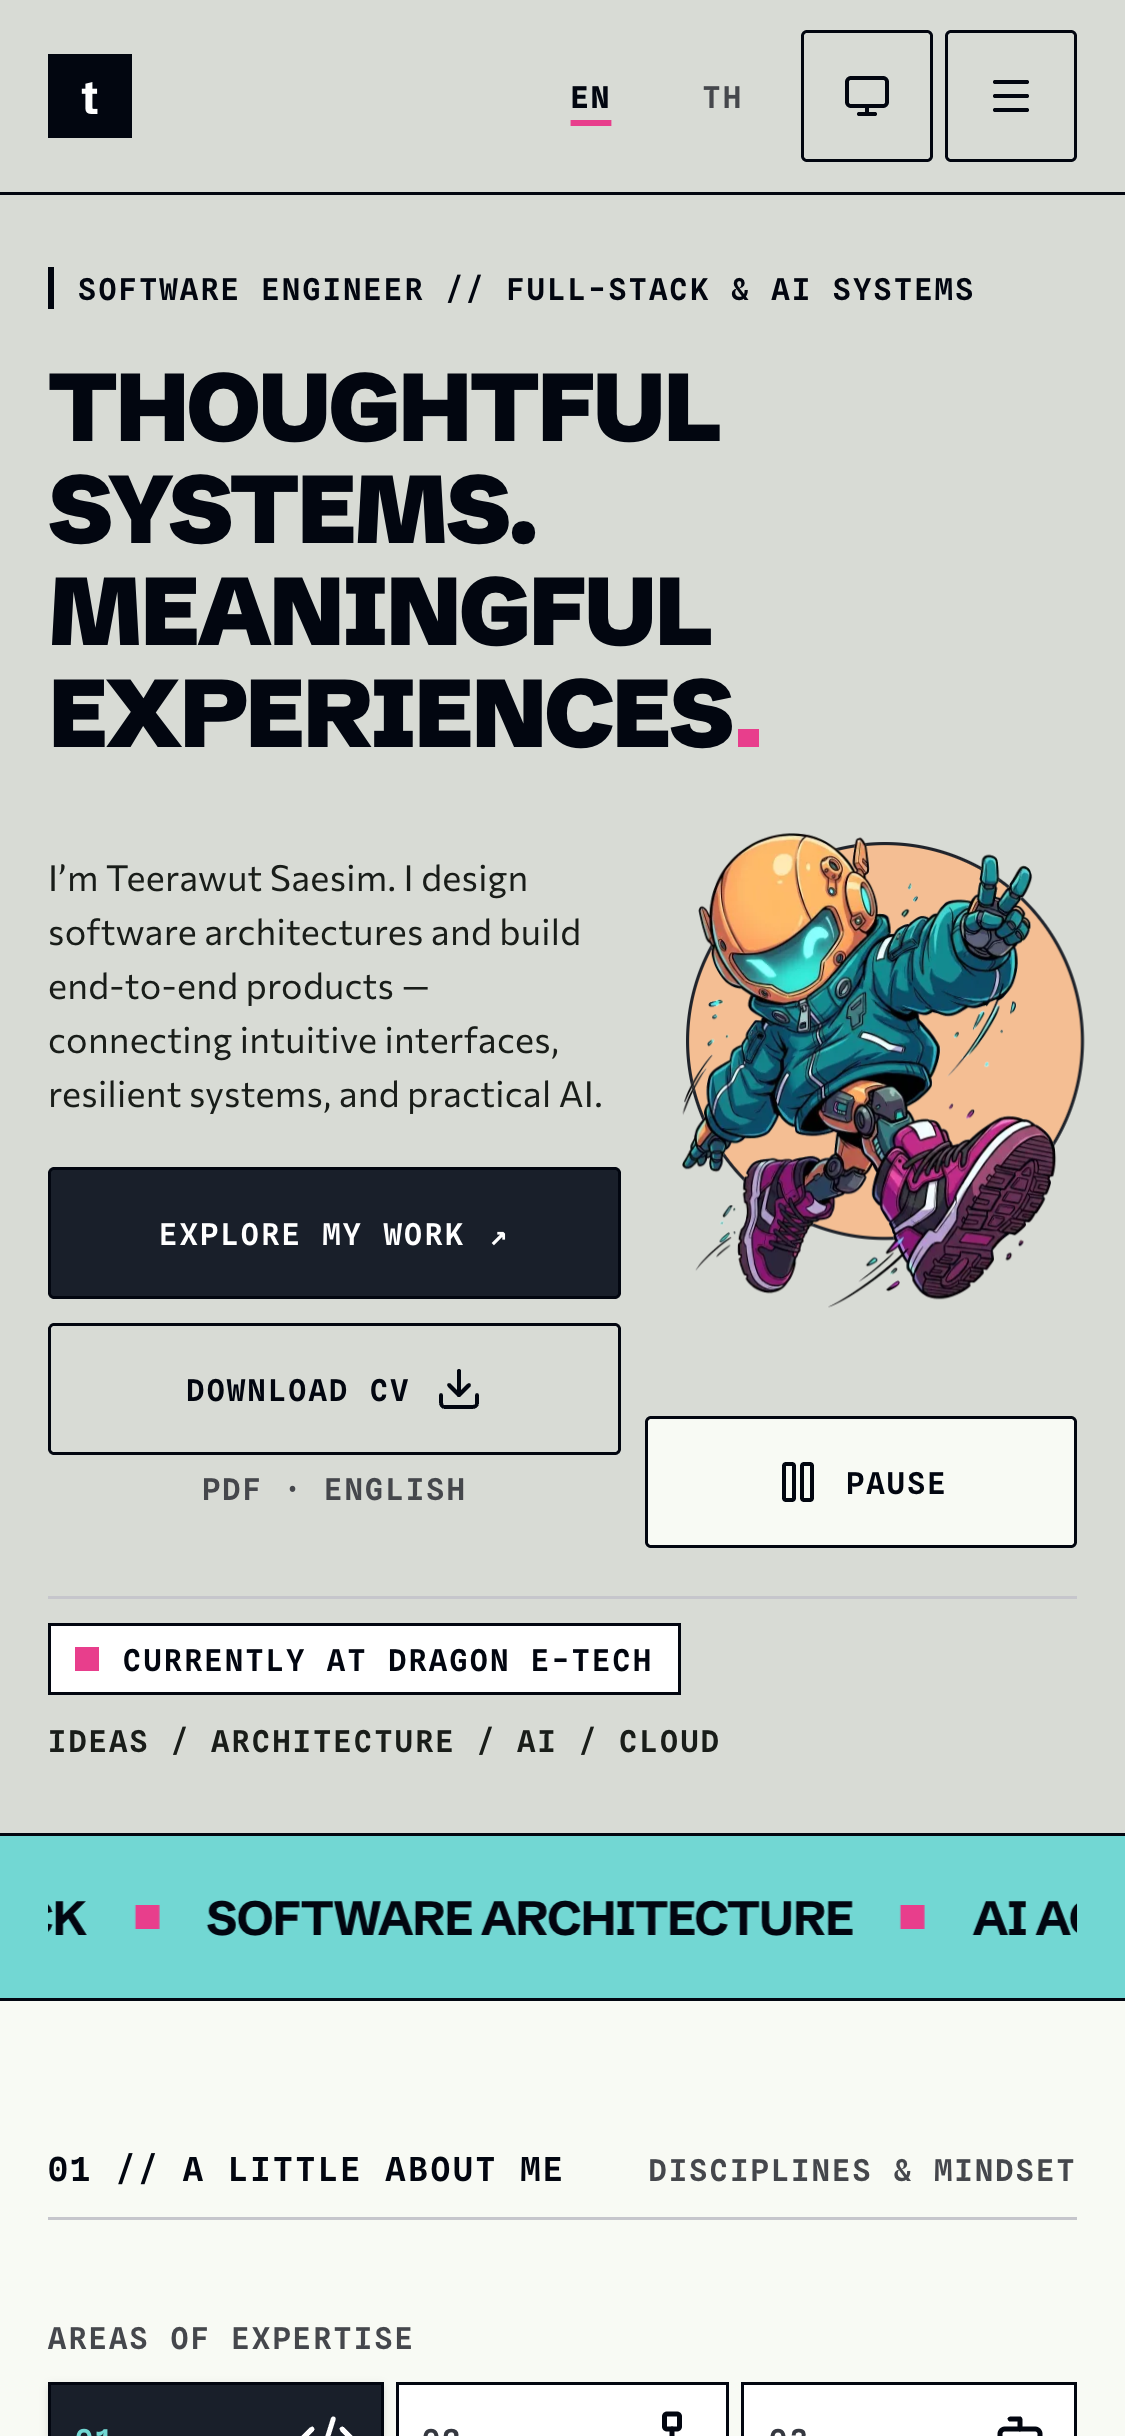 t
EN TH
SOFTWARE ENGINEER // FULL-STACK & AI SYSTEMS
THOUGHTFUL
SYSTEMS.
MEANINGFUL
EXPERIENCES.
I’m Teerawut Saesim. I design
software architectures and build
end-to-end products —
connecting intuitive interfaces,
resilient systems, and practical AI.
EXPLORE MY WORK ↗
DOWNLOAD CV
PDF · ENGLISH
PAUSE
CURRENTLY AT DRAGON E-TECH
IDEAS / ARCHITECTURE / AI / CLOUD
SOFTWARE ARCHITECTURE AI
01 // A LITTLE ABOUT ME DISCIPLINES & MINDSET
AREAS OF EXPERTISE